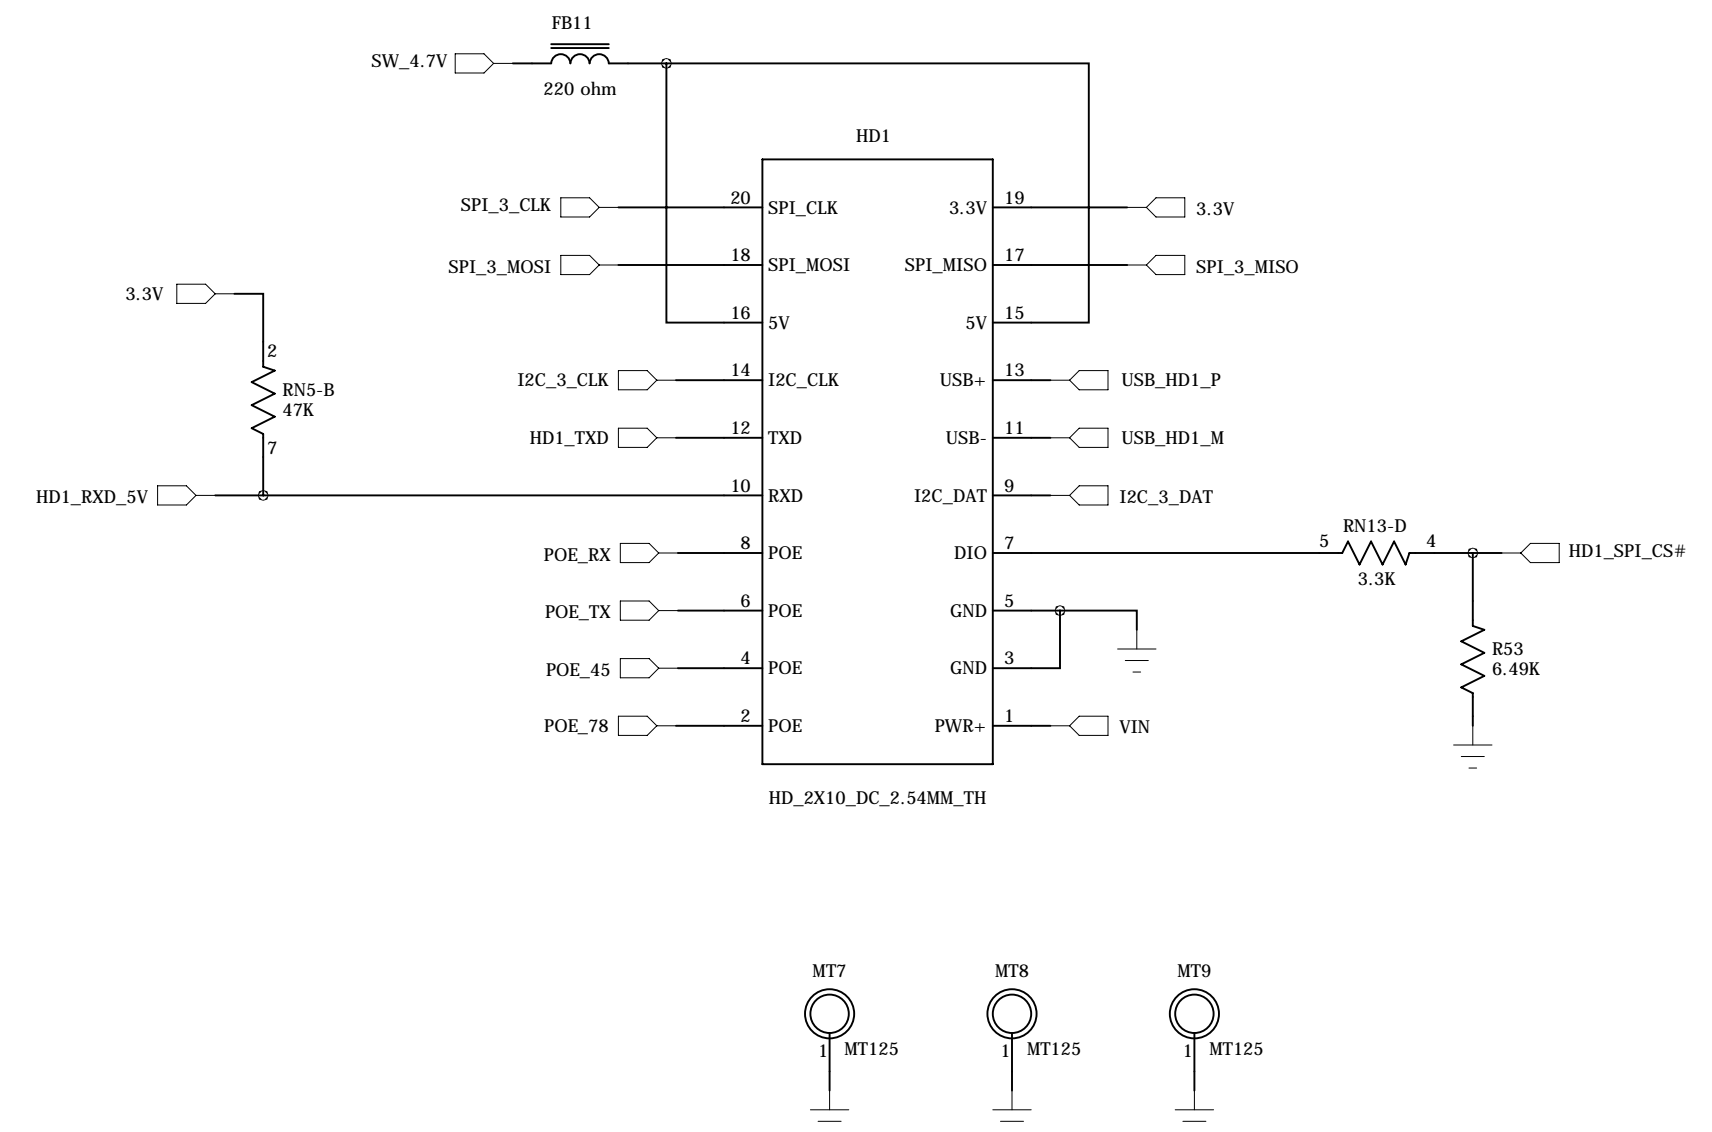 FB11
SW_4.7V
220 ohm
HD1
SPI_3_CLK 20 SPI_CLK 3.3V 19 3.3V
SPI_3_MOSI 18 SPI_MOSI SPI_MISO 17 SPI_3_MISO
3.3V
16 5V 5V 15
2
I2C_3_CLK 14 I2C_CLK USB+ 13 USB_HD1_P
RN5-B
47K
HD1_TXD 12 TXD USB- 11 USB_HD1_M
7
HD1_RXD_5V 10 RXD I2C_DAT 9 I2C_3_DAT
RN13-D
POE_RX 8 POE DIO 7 5 4 HD1_SPI_CS#
3.3K
POE_TX 6 POE GND 5
R53
6.49K
POE_45 4 POE GND 3
POE_78 2 POE PWR+ 1 VIN
HD_2X10_DC_2.54MM_TH
MT7 MT8 MT9
1 MT125 1 MT125 1 MT125